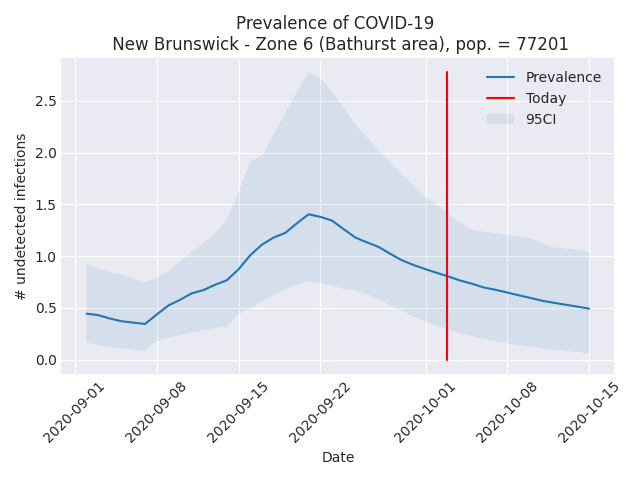 Prevalence of COVID-19
New Brunswick - Zone 6 (Bathurst area), pop. = 77201
# undetected infections
2.5
2.0
1.5
1.0
0.5
0.0
Prevalence
Today
95CI
2020-09-01
2020-09-08
2020-09-15
2020-09-22
2020-10-01
2020-10-08
2020-10-15
Date